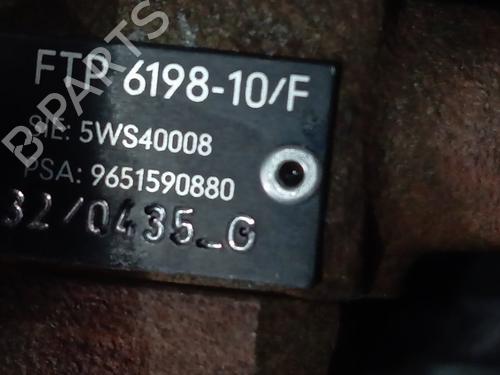 FTP 6198-10/F
SIE: 5WS40008
PSA: 9651590880
32/0435_G
B PARTS